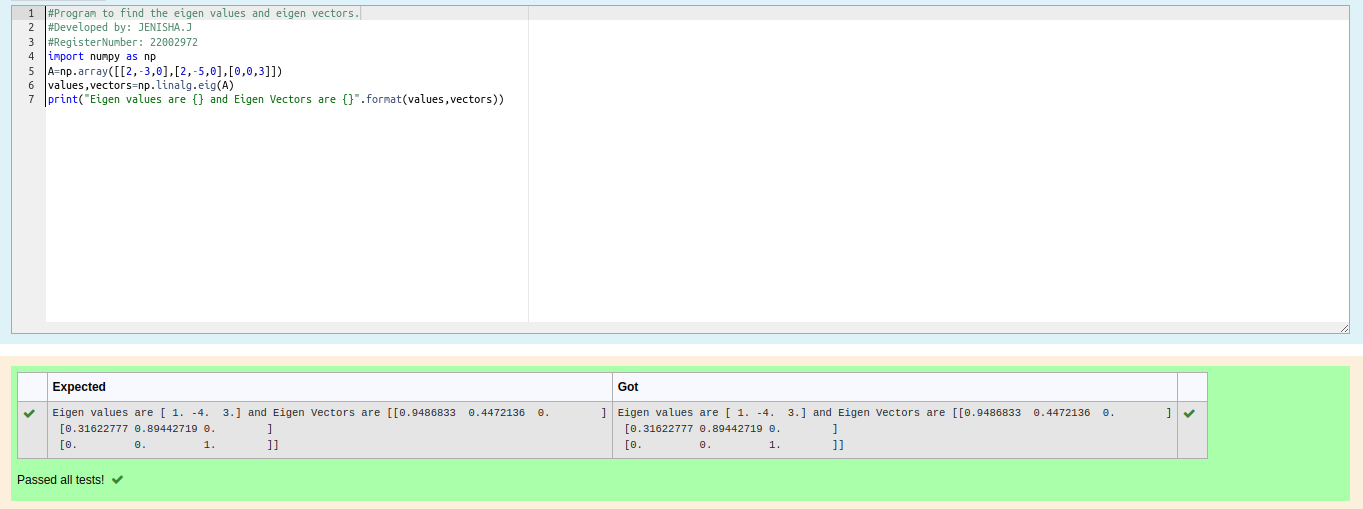 1 #Program to find the eigen values and eigen vectors.
2 #Developed by: JENISHA.J
3 #RegisterNumber: 22002972
4 import numpy as np
5 A=np.array([[2,-3,0],[2,-5,0],[0,0,3]])
6 values,vectors=np.linalg.eig(A)
7 print("Eigen values are {} and Eigen Vectors are {}".format(values,vectors))
Expected Got
Eigen values are [ 1. -4.  3.] and Eigen Vectors are [[0.9486833  0.4472136  0.        ] Eigen values are [ 1. -4.  3.] and Eigen Vectors are [[0.9486833  0.4472136  0.        ]
[0.31622777 0.89442719 0.        ] [0.31622777 0.89442719 0.        ]
[0.         0.         1.        ]] [0.         0.         1.        ]]
Passed all tests!